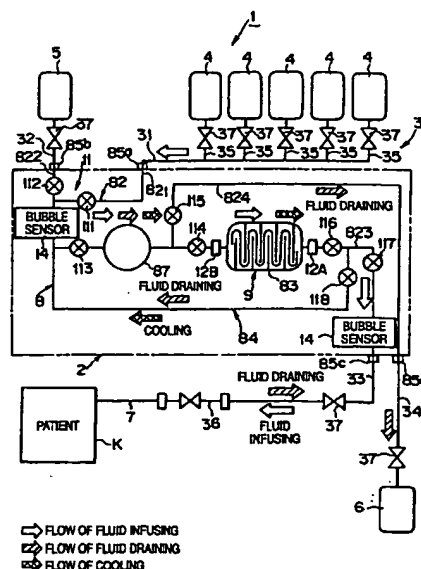 1
5
4 4 4 4 4
37
37 37 37 37 37
32
822
85b
85a
31
35 35 35 35 35
3
11
112
82
821
111
115
824
FLUID DRAINING
BUBBLE SENSOR
14
113
114
116
823
117
12B
12A
87
9
83
118
8
FLUID DRAINING
COOLING
84
BUBBLE SENSOR
14
2
85c
33
85
34
FLUID DRAINING
7
36
37
FLUID INFUSING
PATIENT
K
37
6
FLOW OF FLUID INFUSING
FLOW OF FLUID DRAINING
FLOW OF COOLING